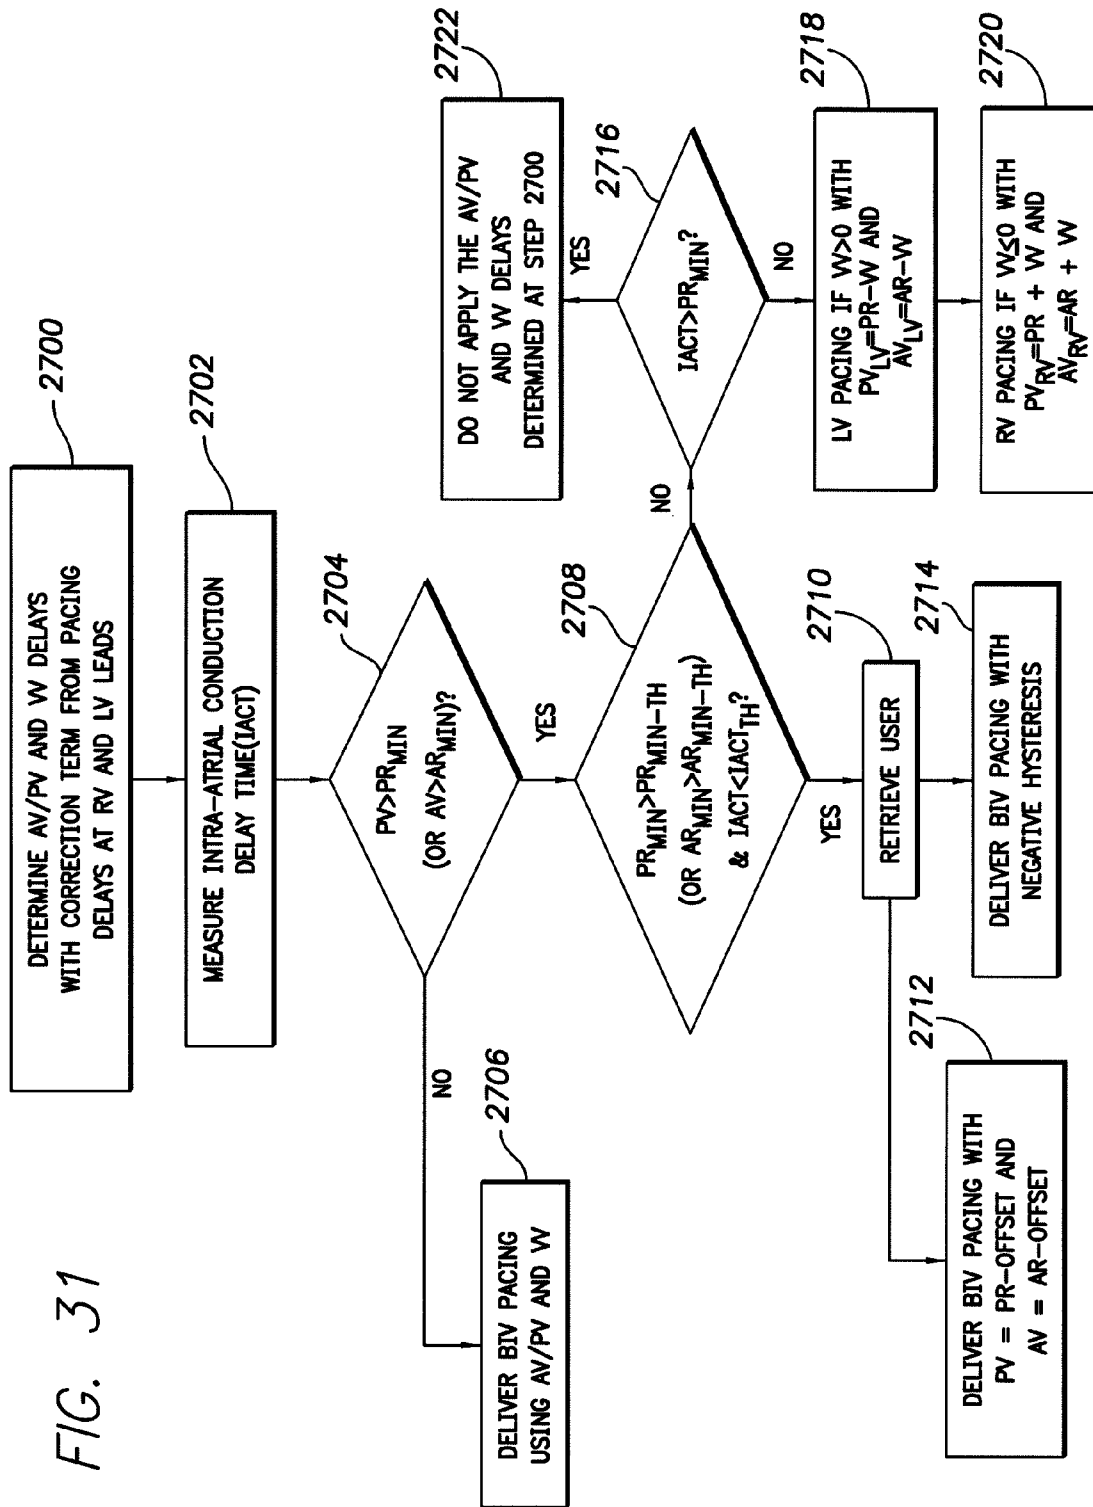 FIG. 31
DETERMINE AV/PV AND VV DELAYS
WITH CORRECTION TERM FROM PACING
DELAYS AT RV AND LV LEADS
2700
MEASURE INTRA-ATRIAL CONDUCTION
DELAY TIME(IACT)
2702
PV>PRMIN
(OR AV>ARMIN)?
2704
NO
YES
DELIVER BIV PACING
USING AV/PV AND VV
2706
PRMIN>PRMIN-TH
(OR ARMIN>ARMIN-TH)
& IACT<IACTTH?
2708
NO
YES
RETRIEVE USER
2710
DELIVER BIV PACING WITH
PV = PR-OFFSET AND
AV = AR-OFFSET
2712
DELIVER BIV PACING WITH
NEGATIVE HYSTERESIS
2714
IACT>PRMIN?
2716
YES
NO
DO NOT APPLY THE AV/PV
AND VV DELAYS
DETERMINED AT STEP 2700
2722
LV PACING IF VV>0 WITH
PVLV=PR-VV AND
AVLV=AR-VV
2718
RV PACING IF VV≤0 WITH
PVRV=PR + VV AND
AVRV=AR + VV
2720